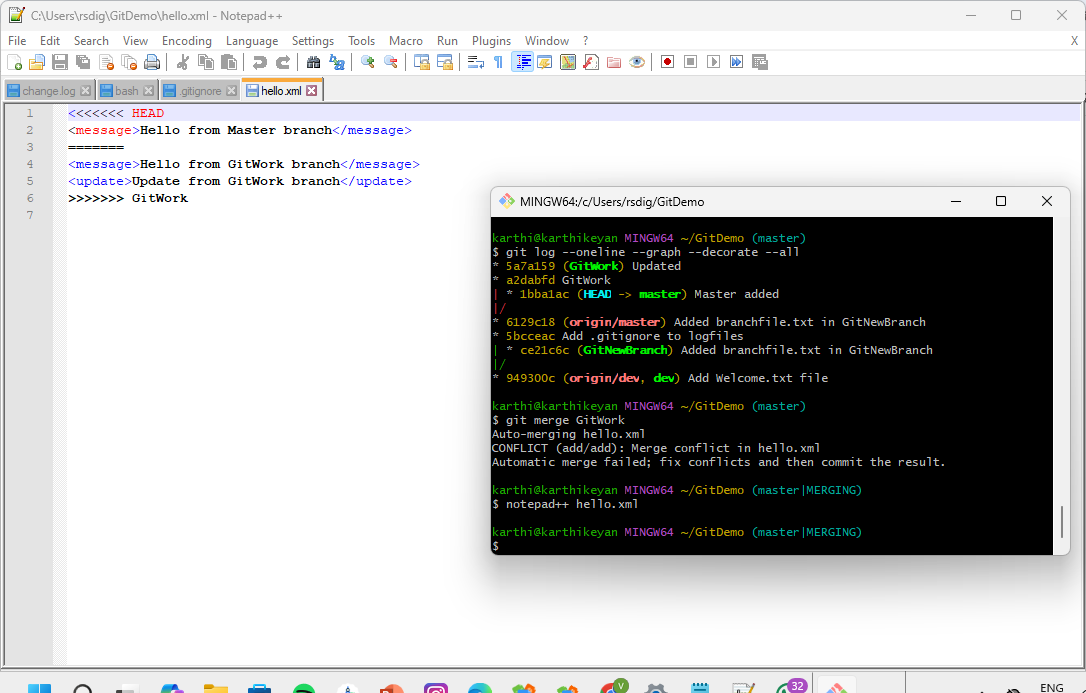 C:\Users\rsdig\GitDemo\hello.xml - Notepad++
File Edit Search View Encoding Language Settings Tools Macro Run Plugins Window ? X
change.log bash gitignore hello.xml
1 <<<<<<< HEAD
2 <message>Hello from Master branch</message>
3 =======
4 <message>Hello from GitWork branch</message>
5 <update>Update from GitWork branch</update>
6 >>>>>>> GitWork
7
MINGW64:/c/Users/rsdig/GitDemo
karthi@karthikeyan MINGW64 ~/GitDemo (master)
$ git log --oneline --graph --decorate --all
* 5a7a159 (GitWork) Updated
* a2dabfd GitWork
| * 1bba1ac (HEAD -> master) Master added
|/
* 6129c18 (origin/master) Added branchfile.txt in GitNewBranch
* 5bcceac Add .gitignore to logfiles
| * ce21c6c (GitNewBranch) Added branchfile.txt in GitNewBranch
|/
* 949300c (origin/dev, dev) Add Welcome.txt file
karthi@karthikeyan MINGW64 ~/GitDemo (master)
$ git merge GitWork
Auto-merging hello.xml
CONFLICT (add/add): Merge conflict in hello.xml
Automatic merge failed; fix conflicts and then commit the result.
karthi@karthikeyan MINGW64 ~/GitDemo (master|MERGING)
$ notepad++ hello.xml
karthi@karthikeyan MINGW64 ~/GitDemo (master|MERGING)
$
V 32 ENG